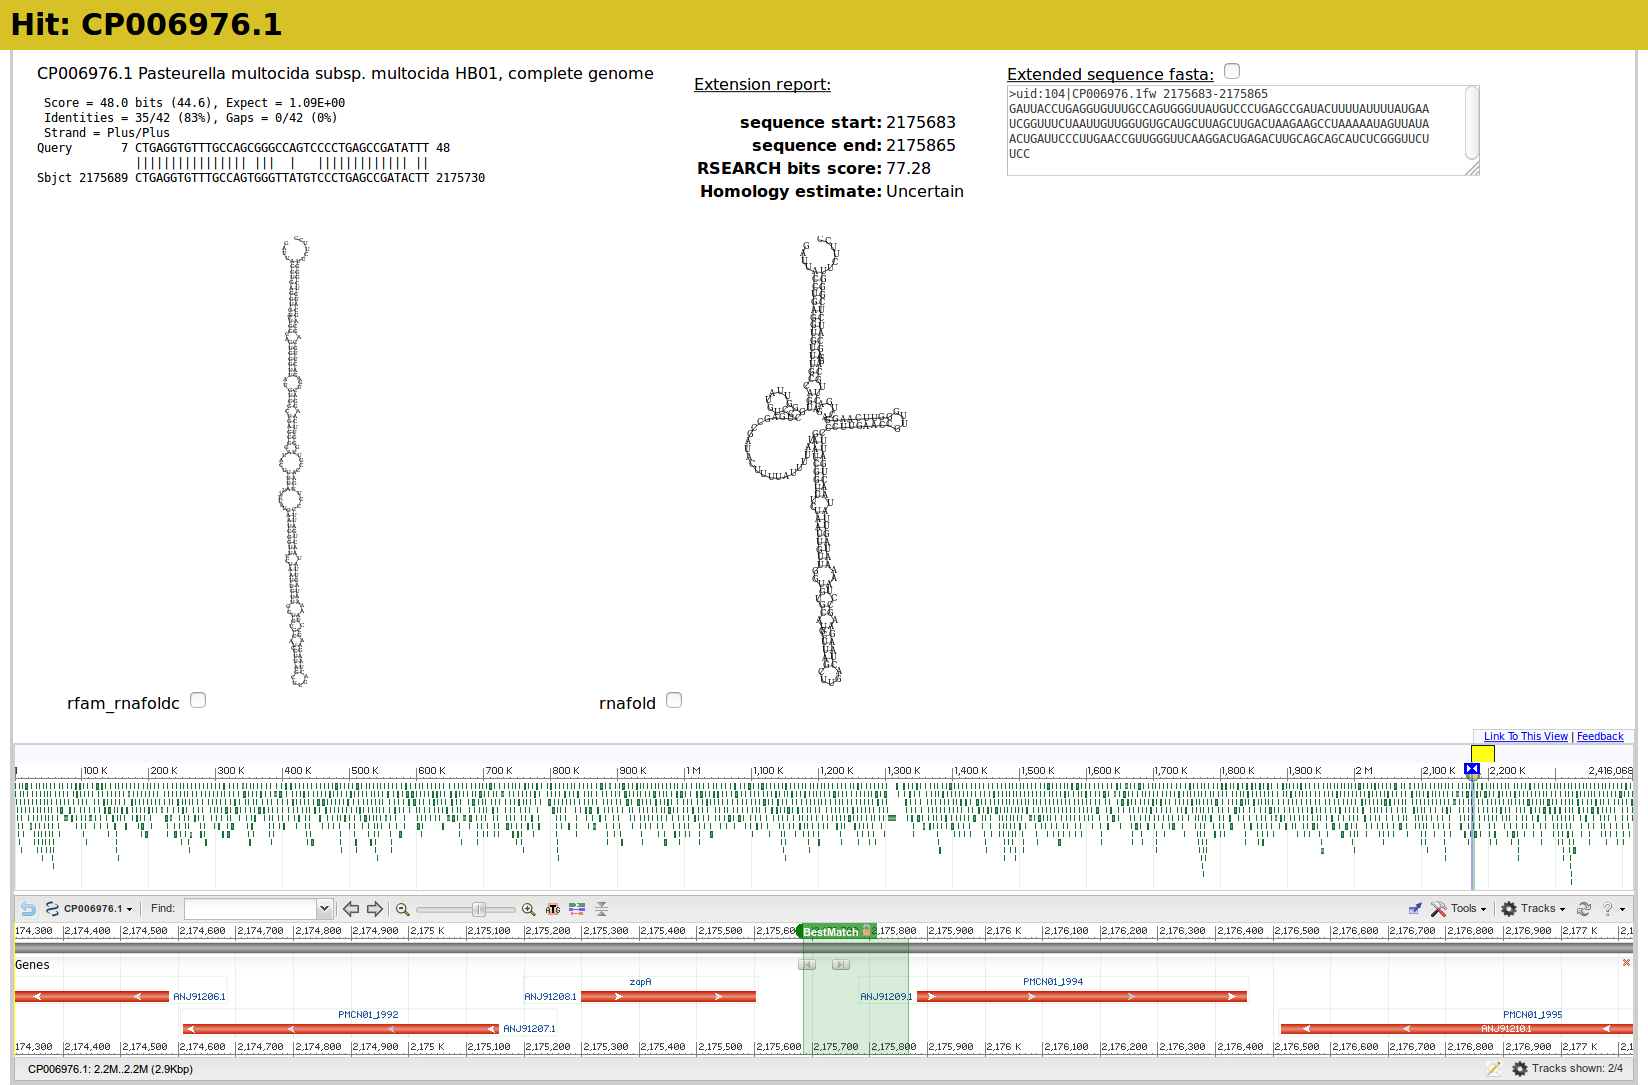 Hit: CP006976.1
CP006976.1 Pasteurella multocida subsp. multocida HB01, complete genome
Score = 48.0 bits (44.6), Expect = 1.09E+00
Identities = 35/42 (83%), Gaps = 0/42 (0%)
Strand = Plus/Plus
Query 7 CTGAGGTGTTTGCCAGCGGGCCAGTCCCCTGAGCCGATATTT 48
||||||||||||||||| ||| | ||||||||||||| ||
Sbjct 2175689 CTGAGGTGTTTGCCAGTGGGTTATGTCCCTGAGCCGATACTT 2175730
Extension report:
sequence start: 2175683
sequence end: 2175865
RSEARCH bits score: 77.28
Homology estimate: Uncertain
Extended sequence fasta:
>uid:104|CP006976.1fw 2175683-2175865
GAUUACCUGAGGUGUUUGCCAGUGGGUUAUGUCCCUGAGCCGAUACUUUUAUUUUAUGAA
UCGGUUUCUAAUUGUUGGUGUGCAUGCUUAGCUUGACUAAGAAGCCUAAAAAUAGUUAUA
ACUGAUUCCCUUGAACCGUUGGGUUCAAGGACUGAGACUUGCAGCAGCAUCUCGGGUUCU
UCC
rfam_rnafoldc
rnafold
Link To This View | Feedback
100 K 200 K 300 K 400 K 500 K 600 K 700 K 800 K 900 K 1 M 1,100 K 1,200 K 1,300 K 1,400 K 1,500 K 1,600 K 1,700 K 1,800 K 1,900 K 2 M 2,100 K 2,200 K 2,416,068
CP006976.1 Find: ATG Tools Tracks ?
174,300 2,174,400 2,174,500 2,174,600 2,174,700 2,174,800 2,174,900 2,175 K 2,175,100 2,175,200 2,175,300 2,175,400 2,175,500 2,175,600 BestMatch 2,175,800 2,175,900 2,176 K 2,176,100 2,176,200 2,176,300 2,176,400 2,176,500 2,176,600 2,176,700 2,176,800 2,176,900 2,177 K 2,1
Genes
zapA PMCN01_1994
ANJ91206.1 ANJ91208.1 ANJ91209.1
PMCN01_1992 PMCN01_1995
ANJ91207.1 ANJ91210.1
174,300 2,174,400 2,174,500 2,174,600 2,174,700 2,174,800 2,174,900 2,175 K 2,175,100 2,175,200 2,175,300 2,175,400 2,175,500 2,175,600 2,175,700 2,175,800 2,175,900 2,176 K 2,176,100 2,176,200 2,176,300 2,176,400 2,176,500 2,176,600 2,176,700 2,176,800 2,176,900 2,177 K 2,1
CP006976.1: 2.2M..2.2M (2.9Kbp) Tracks shown: 2/4